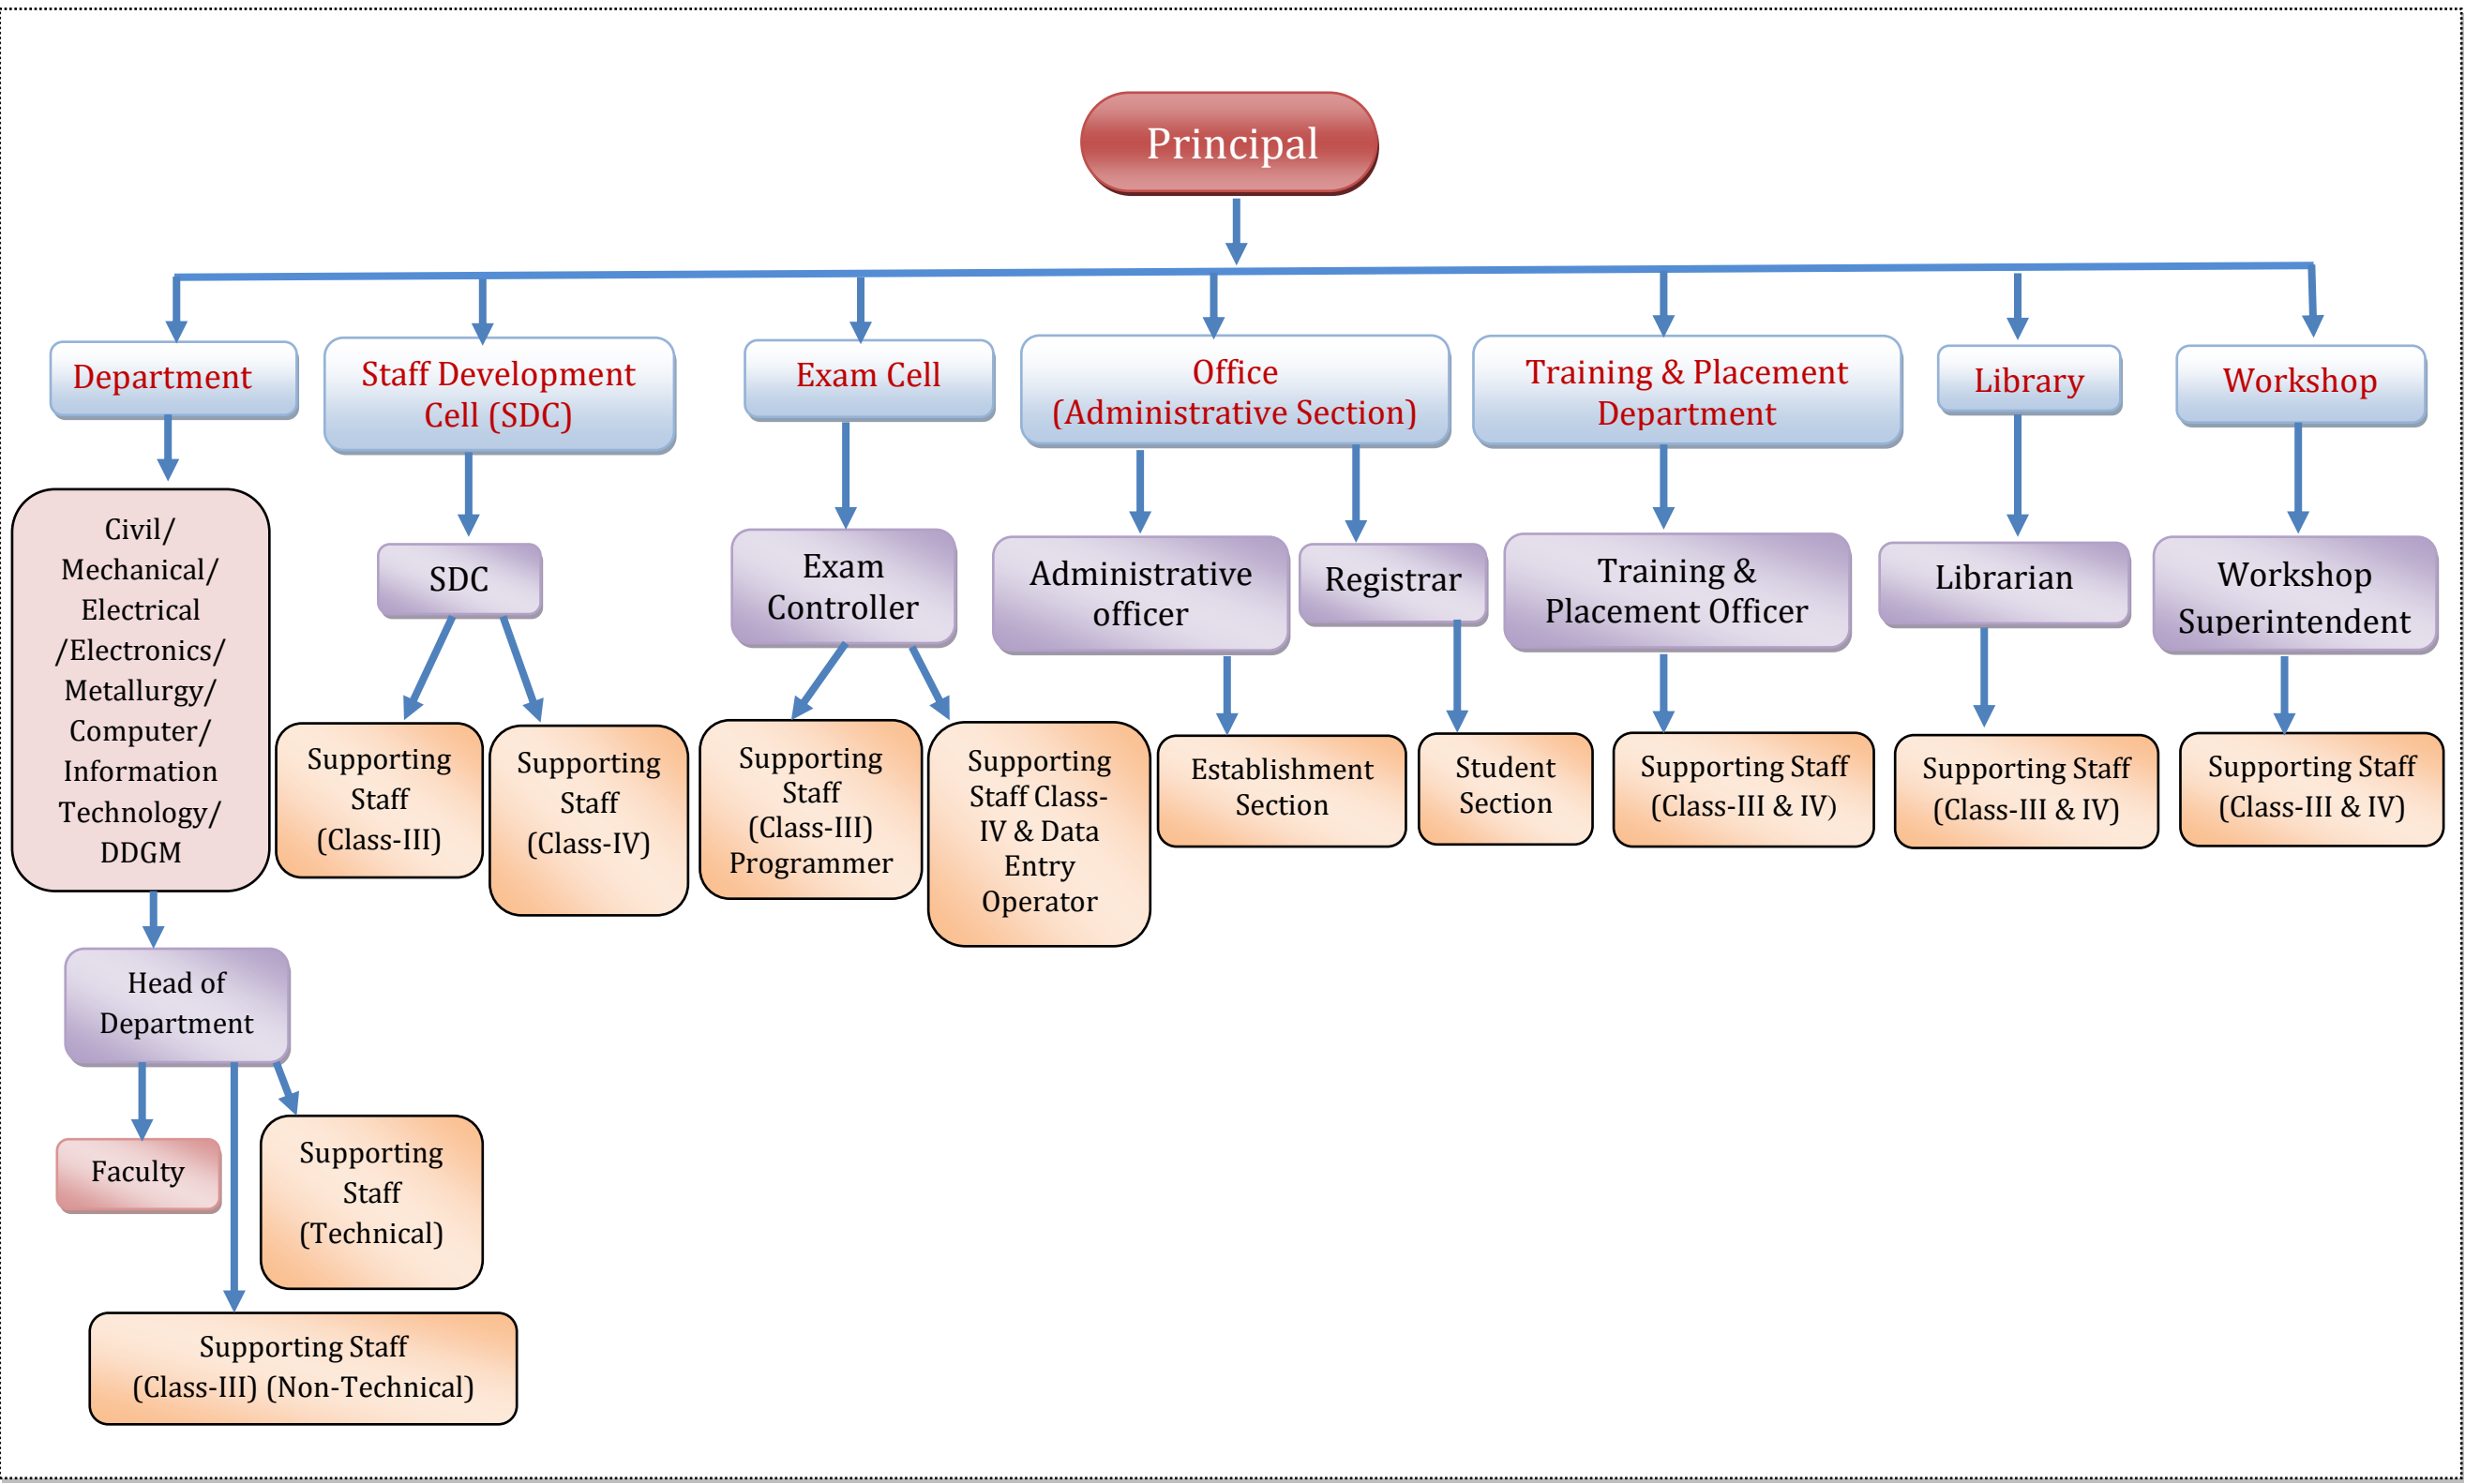 Principal
Department
Staff Development
Cell (SDC)
Exam Cell
Office
(Administrative Section)
Training & Placement
Department
Library
Workshop
Civil/
Mechanical/
Electrical
/Electronics/
Metallurgy/
Computer/
Information
Technology/
DDGM
SDC
Exam
Controller
Administrative
officer
Registrar
Training &
Placement Officer
Librarian
Workshop
Superintendent
Supporting
Staff
(Class-III)
Supporting
Staff
(Class-IV)
Supporting
Staff
(Class-III)
Programmer
Supporting
Staff Class-
IV & Data
Entry
Operator
Establishment
Section
Student
Section
Supporting Staff
(Class-III & IV)
Supporting Staff
(Class-III & IV)
Supporting Staff
(Class-III & IV)
Head of
Department
Faculty
Supporting
Staff
(Technical)
Supporting Staff
(Class-III) (Non-Technical)